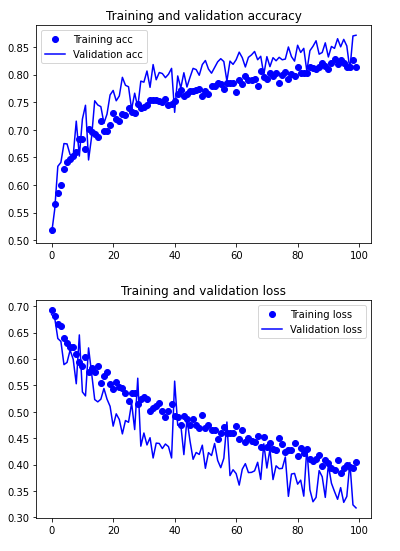 Training and validation accuracy
Training acc
Validation acc
0.85
0.80
0.75
0.70
0.65
0.60
0.55
0.50
0 20 40 60 80 100
Training and validation loss
Training loss
Validation loss
0.70
0.65
0.60
0.55
0.50
0.45
0.40
0.35
0.30
0 20 40 60 80 100